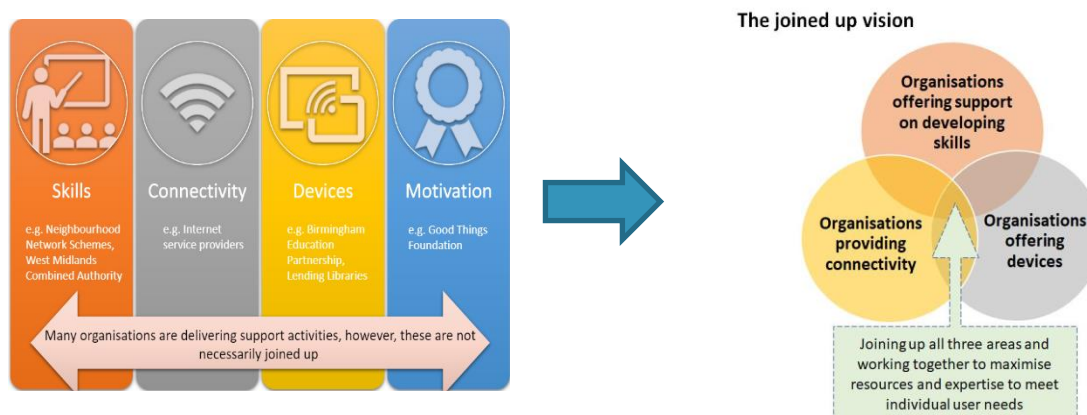 Skills
e.g. Neighbourhood
Network Schemes,
West Midlands
Combined Authority
Connectivity
e.g. Internet
service providers
Devices
e.g. Birmingham
Education
Partnership,
Lending Libraries
Motivation
e.g. Good Things
Foundation
Many organisations are delivering support activities, however, these are not
necessarily joined up
The joined up vision
Organisations
offering support
on developing
skills
Organisations
providing
connectivity
Organisations
offering
devices
Joining up all three areas and
working together to maximise
resources and expertise to meet
individual user needs